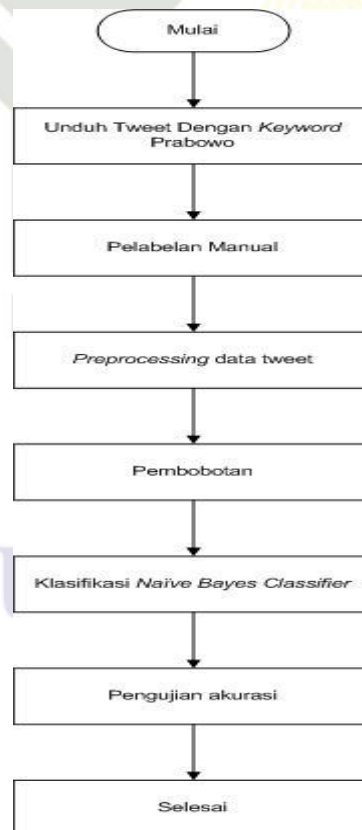 Mulai
Unduh Tweet Dengan Keyword
Prabowo
Pelabelan Manual
Preprocessing data tweet
Pembobotan
Klasifikasi Naïve Bayes Classifier
Pengujian akurasi
Selesai